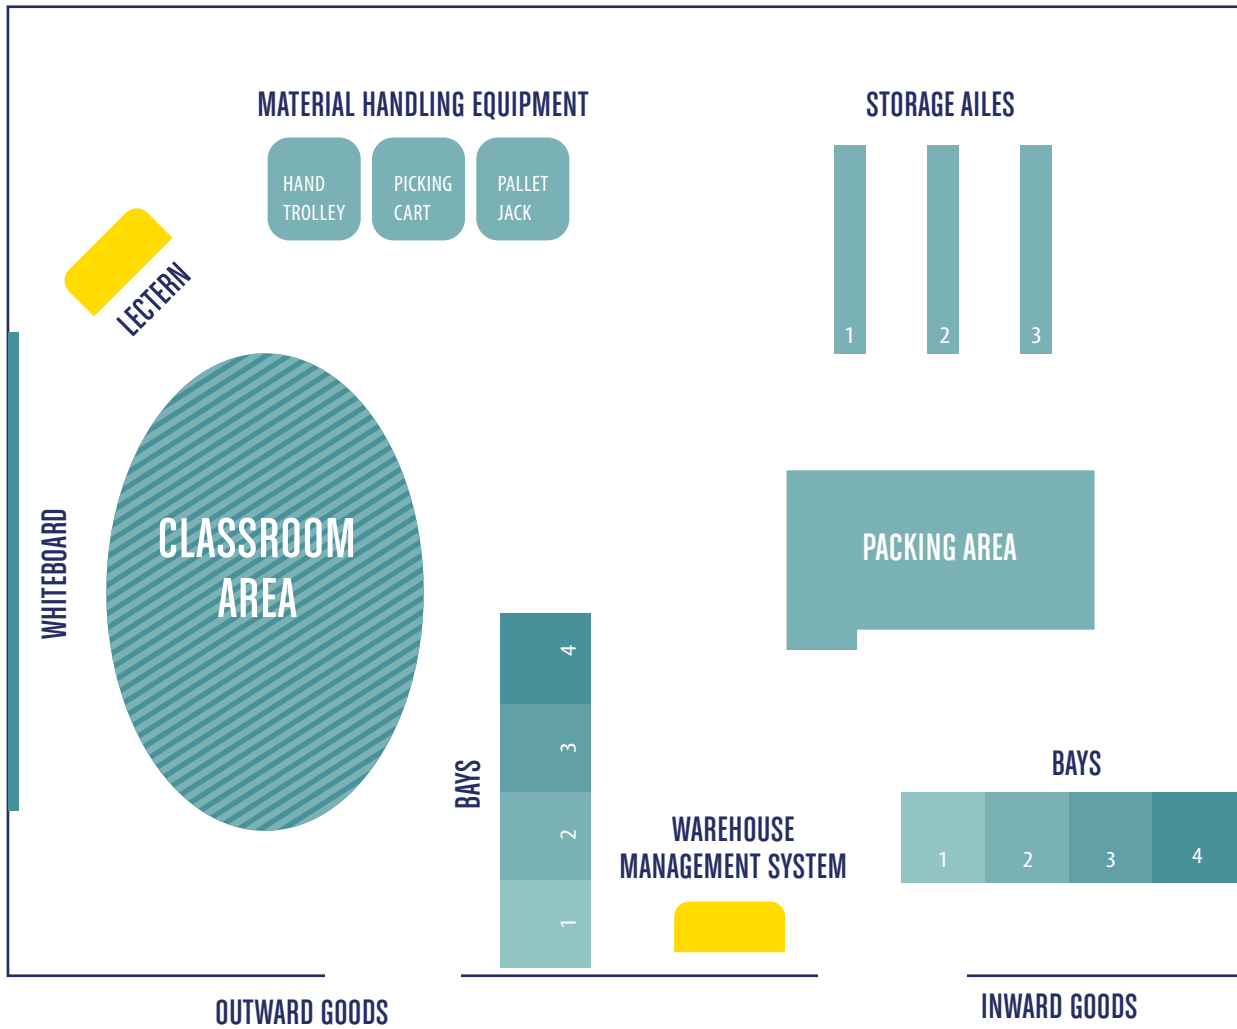 MATERIAL HANDLING EQUIPMENT
HAND
TROLLEY
PICKING
CART
PALLET
JACK
STORAGE AILES
1
2
3
LECTERN
WHITEBOARD
CLASSROOM
AREA
PACKING AREA
BAYS
4
3
2
1
WAREHOUSE
MANAGEMENT SYSTEM
BAYS
1
2
3
4
OUTWARD GOODS
INWARD GOODS